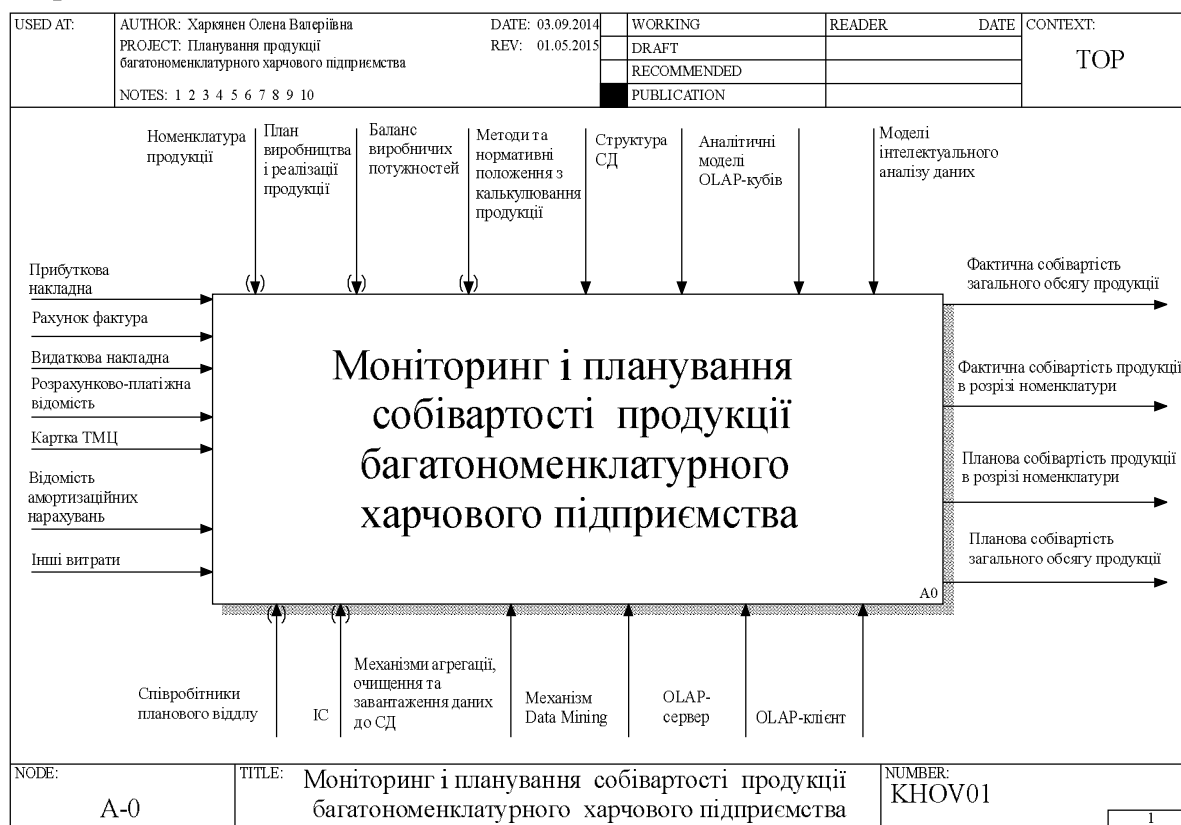 USED AT:
AUTHOR: Харкянен Олена Валеріївна
DATE: 03.09.2014
PROJECT: Планування продукції
багатономенклатурного харчового підприємства
REV: 01.05.2015
NOTES: 1 2 3 4 5 6 7 8 9 10
WORKING
DRAFT
RECOMMENDED
PUBLICATION
READER DATE
CONTEXT:
TOP
Номенклатура
продукції
План
виробництва
і реалізації
продукції
Баланс
виробничих
потужностей
Методи та
нормативні
положення з
калькулювання
продукції
Структура
СД
Аналітичні
моделі
OLAP-кубів
Моделі
інтелектуального
аналізу даних
Прибуткова
накладна
Рахунок фактура
Видаткова накладна
Розрахунково-платіжна
відомість
Картка ТМЦ
Відомість
амортизаційних
нарахувань
Інші витрати
Моніторинг і планування
собівартості продукції
багатономенклатурного
харчового підприємства
A0
Фактична собівартість
загального обсягу продукції
Фактична собівартість продукції
в розрізі номенклатури
Планова собівартість продукції
в розрізі номенклатури
Планова собівартість
загального обсягу продукції
Співробітники
планового віддлу
ІС
Механізми агрегації,
очищення та
завантаження даних
до СД
Механізм
Data Mining
OLAP-
сервер
OLAP-клієнт
NODE:
A-0
TITLE:
Моніторинг і планування собівартості продукції
багатономенклатурного харчового підприємства
NUMBER:
KHOV01
1